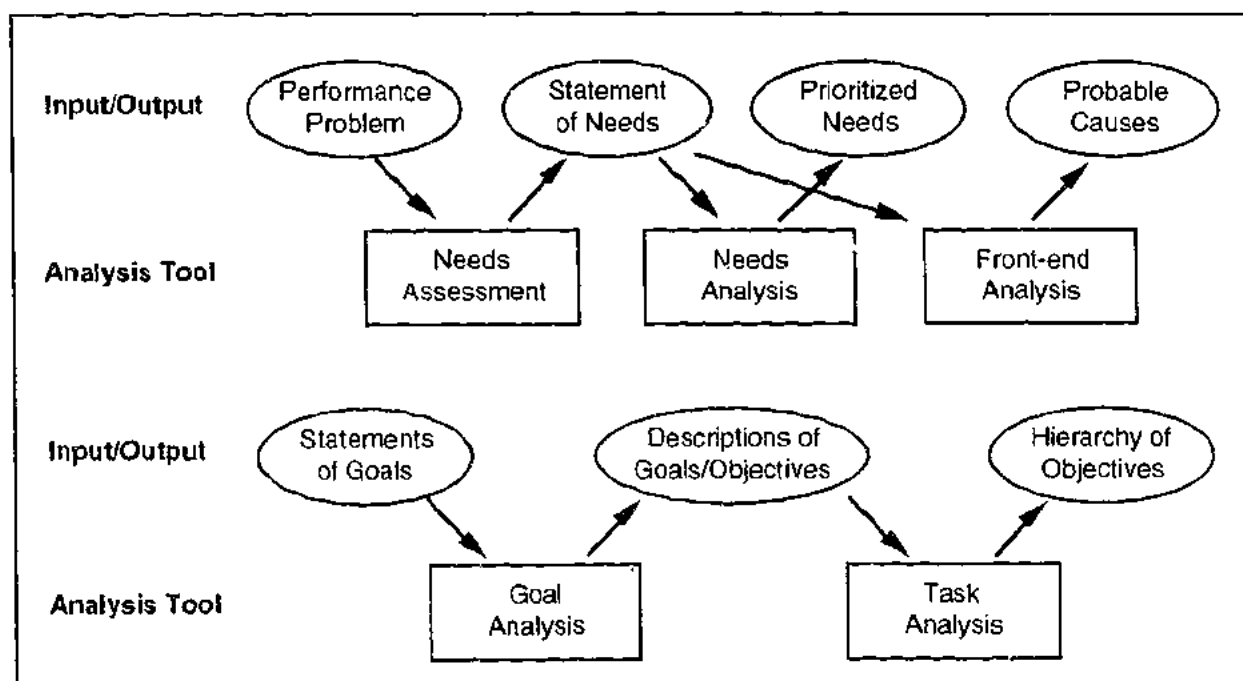 Input/Output
Performance
Problem
Statement
of Needs
Prioritized
Needs
Probable
Causes
Analysis Tool
Needs
Assessment
Needs
Analysis
Front-end
Analysis
Input/Output
Statements
of Goals
Descriptions of
Goals/Objectives
Hierarchy of
Objectives
Analysis Tool
Goal
Analysis
Task
Analysis